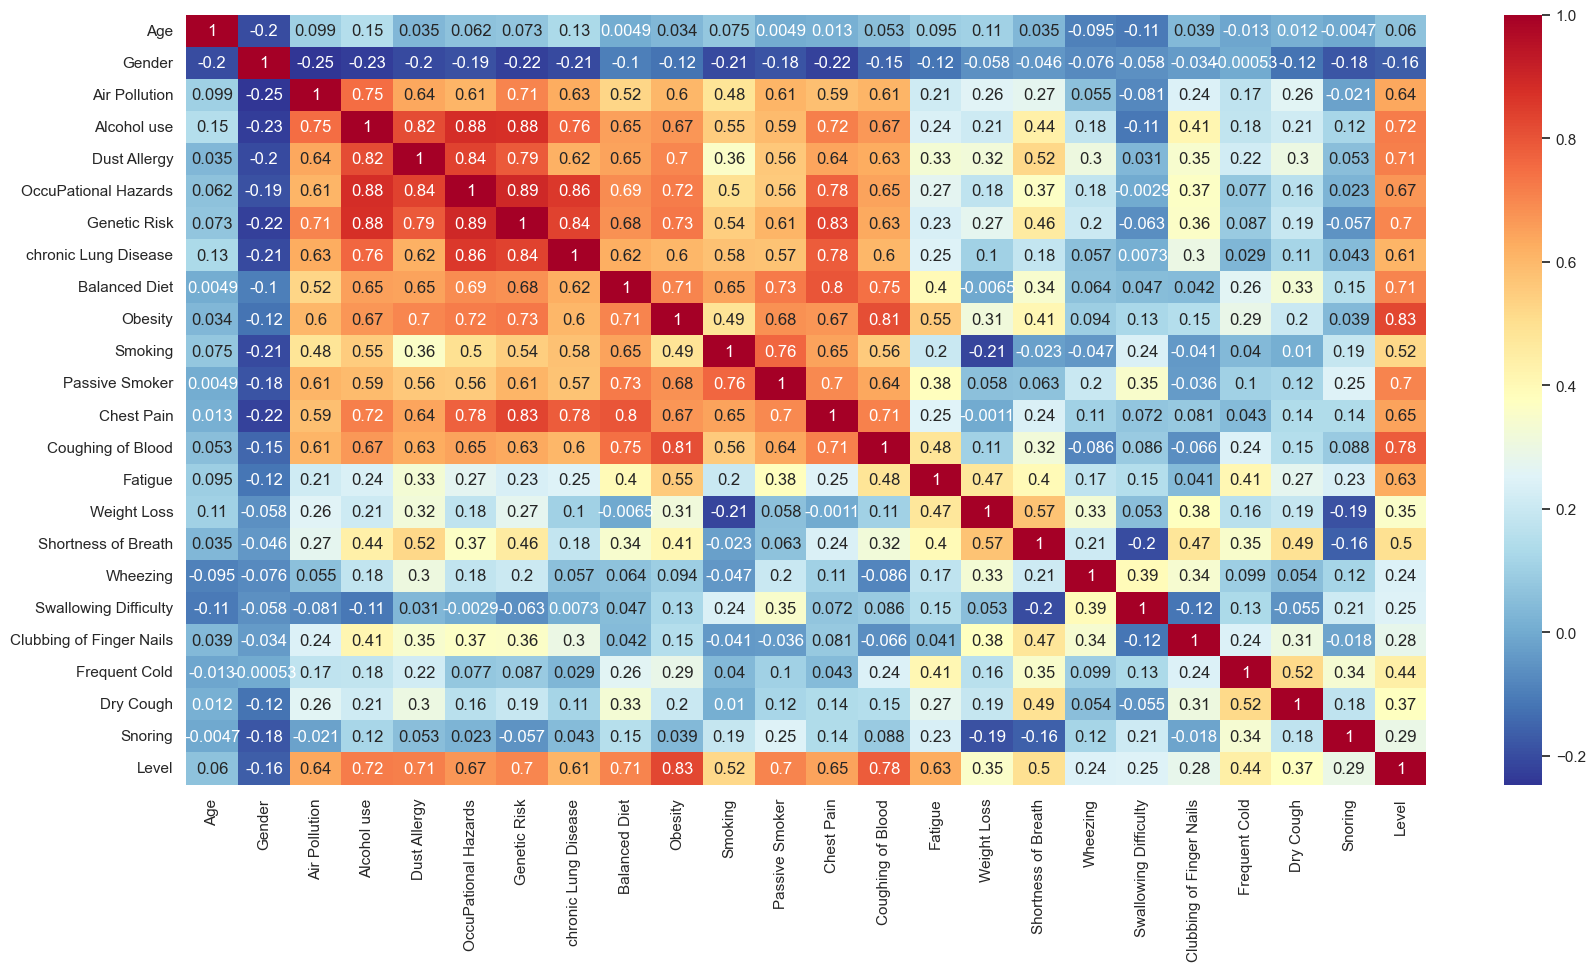 Age 1 -0.2 0.099 0.15 0.035 0.062 0.073 0.13 0.0049 0.034 0.075 0.0049 0.013 0.053 0.095 0.11 0.035 -0.095 -0.11 0.039 -0.013 0.012 -0.0047 0.06 1.0
Gender -0.2 1 -0.25 -0.23 -0.2 -0.19 -0.22 -0.21 -0.1 -0.12 -0.21 -0.18 -0.22 -0.15 -0.12 -0.058 -0.046 -0.076 -0.058 -0.034 -0.00053 -0.12 -0.18 -0.16
Air Pollution 0.099 -0.25 1 0.75 0.64 0.61 0.71 0.63 0.52 0.6 0.48 0.61 0.59 0.61 0.21 0.26 0.27 0.055 -0.081 0.24 0.17 0.26 -0.021 0.64
Alcohol use 0.15 -0.23 0.75 1 0.82 0.88 0.88 0.76 0.65 0.67 0.55 0.59 0.72 0.67 0.24 0.21 0.44 0.18 -0.11 0.41 0.18 0.21 0.12 0.72 0.8
Dust Allergy 0.035 -0.2 0.64 0.82 1 0.84 0.79 0.62 0.65 0.7 0.36 0.56 0.64 0.63 0.33 0.32 0.52 0.3 0.031 0.35 0.22 0.3 0.053 0.71
OccuPational Hazards 0.062 -0.19 0.61 0.88 0.84 1 0.89 0.86 0.69 0.72 0.5 0.56 0.78 0.65 0.27 0.18 0.37 0.18 -0.0029 0.37 0.077 0.16 0.023 0.67
Genetic Risk 0.073 -0.22 0.71 0.88 0.79 0.89 1 0.84 0.68 0.73 0.54 0.61 0.83 0.63 0.23 0.27 0.46 0.2 -0.063 0.36 0.087 0.19 -0.057 0.7
chronic Lung Disease 0.13 -0.21 0.63 0.76 0.62 0.86 0.84 1 0.62 0.6 0.58 0.57 0.78 0.6 0.25 0.1 0.18 0.057 0.0073 0.3 0.029 0.11 0.043 0.61 0.6
Balanced Diet 0.0049 -0.1 0.52 0.65 0.65 0.69 0.68 0.62 1 0.71 0.65 0.73 0.8 0.75 0.4 -0.0065 0.34 0.064 0.047 0.042 0.26 0.33 0.15 0.71
Obesity 0.034 -0.12 0.6 0.67 0.7 0.72 0.73 0.6 0.71 1 0.49 0.68 0.67 0.81 0.55 0.31 0.41 0.094 0.13 0.15 0.29 0.2 0.039 0.83
Smoking 0.075 -0.21 0.48 0.55 0.36 0.5 0.54 0.58 0.65 0.49 1 0.76 0.65 0.56 0.2 -0.21 -0.023 -0.047 0.24 -0.041 0.04 0.01 0.19 0.52
Passive Smoker 0.0049 -0.18 0.61 0.59 0.56 0.56 0.61 0.57 0.73 0.68 0.76 1 0.7 0.64 0.38 0.058 0.063 0.2 0.35 -0.036 0.1 0.12 0.25 0.7 0.4
Chest Pain 0.013 -0.22 0.59 0.72 0.64 0.78 0.83 0.78 0.8 0.67 0.65 0.7 1 0.71 0.25 -0.0011 0.24 0.11 0.072 0.081 0.043 0.14 0.14 0.65
Coughing of Blood 0.053 -0.15 0.61 0.67 0.63 0.65 0.63 0.6 0.75 0.81 0.56 0.64 0.71 1 0.48 0.11 0.32 -0.086 0.086 -0.066 0.24 0.15 0.088 0.78
Fatigue 0.095 -0.12 0.21 0.24 0.33 0.27 0.23 0.25 0.4 0.55 0.2 0.38 0.25 0.48 1 0.47 0.4 0.17 0.15 0.041 0.41 0.27 0.23 0.63
Weight Loss 0.11 -0.058 0.26 0.21 0.32 0.18 0.27 0.1 -0.0065 0.31 -0.21 0.058 -0.0011 0.11 0.47 1 0.57 0.33 0.053 0.38 0.16 0.19 -0.19 0.35 0.2
Shortness of Breath 0.035 -0.046 0.27 0.44 0.52 0.37 0.46 0.18 0.34 0.41 -0.023 0.063 0.24 0.32 0.4 0.57 1 0.21 -0.2 0.47 0.35 0.49 -0.16 0.5
Wheezing -0.095 -0.076 0.055 0.18 0.3 0.18 0.2 0.057 0.064 0.094 -0.047 0.2 0.11 -0.086 0.17 0.33 0.21 1 0.39 0.34 0.099 0.054 0.12 0.24
Swallowing Difficulty -0.11 -0.058 -0.081 -0.11 0.031 -0.0029 -0.063 0.0073 0.047 0.13 0.24 0.35 0.072 0.086 0.15 0.053 -0.2 0.39 1 -0.12 0.13 -0.055 0.21 0.25
Clubbing of Finger Nails 0.039 -0.034 0.24 0.41 0.35 0.37 0.36 0.3 0.042 0.15 -0.041 -0.036 0.081 -0.066 0.041 0.38 0.47 0.34 -0.12 1 0.24 0.31 -0.018 0.28 0.0
Frequent Cold -0.013 -0.00053 0.17 0.18 0.22 0.077 0.087 0.029 0.26 0.29 0.04 0.1 0.043 0.24 0.41 0.16 0.35 0.099 0.13 0.24 1 0.52 0.34 0.44
Dry Cough 0.012 -0.12 0.26 0.21 0.3 0.16 0.19 0.11 0.33 0.2 0.01 0.12 0.14 0.15 0.27 0.19 0.49 0.054 -0.055 0.31 0.52 1 0.18 0.37
Snoring -0.0047 -0.18 -0.021 0.12 0.053 0.023 -0.057 0.043 0.15 0.039 0.19 0.25 0.14 0.088 0.23 -0.19 -0.16 0.12 0.21 -0.018 0.34 0.18 1 0.29
Level 0.06 -0.16 0.64 0.72 0.71 0.67 0.7 0.61 0.71 0.83 0.52 0.7 0.65 0.78 0.63 0.35 0.5 0.24 0.25 0.28 0.44 0.37 0.29 1 −0.2
Age
Gender
Air Pollution
Alcohol use
Dust Allergy
OccuPational Hazards
Genetic Risk
chronic Lung Disease
Balanced Diet
Obesity
Smoking
Passive Smoker
Chest Pain
Coughing of Blood
Fatigue
Weight Loss
Shortness of Breath
Wheezing
Swallowing Difficulty
Clubbing of Finger Nails
Frequent Cold
Dry Cough
Snoring
Level